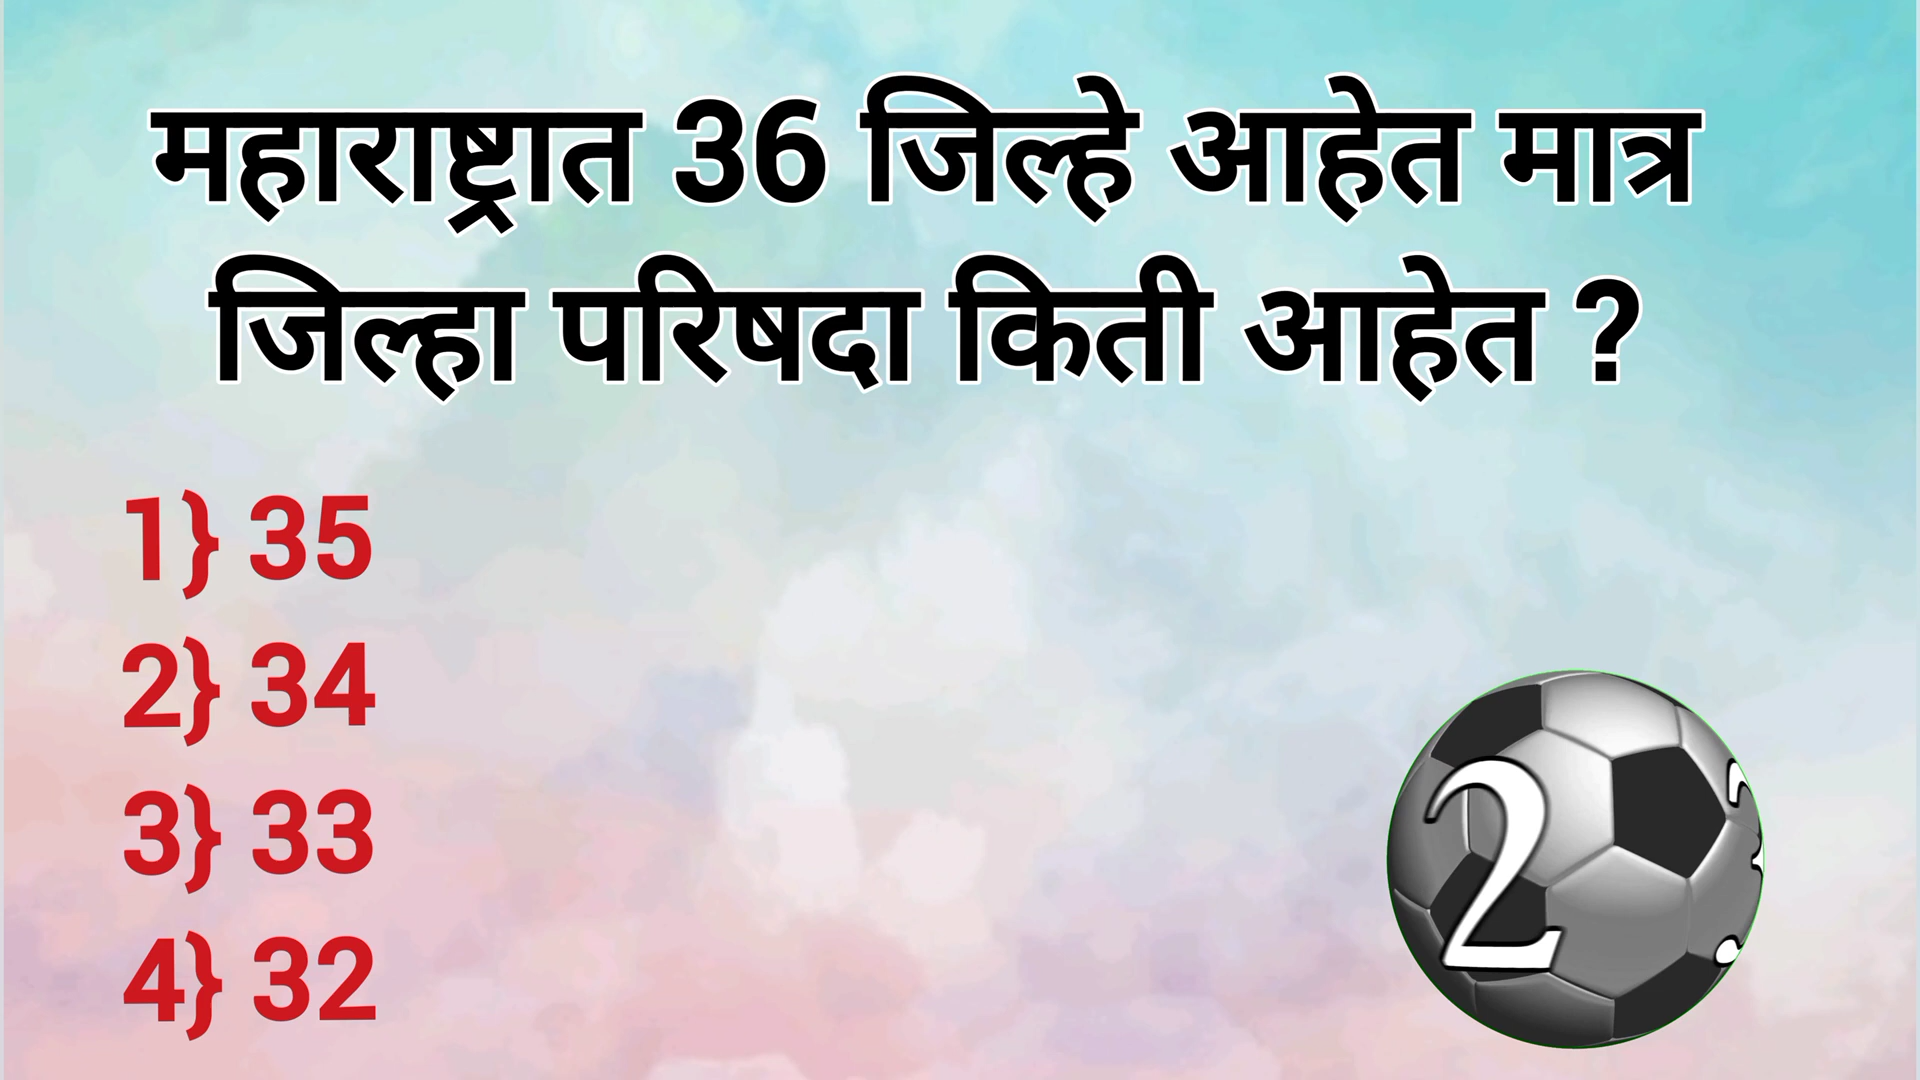 महाराष्ट्रात 36 जिल्हे आहेत मात्र
जिल्हा परिषदा किती आहेत ?
1} 35
2} 34
3} 33
4} 32
2